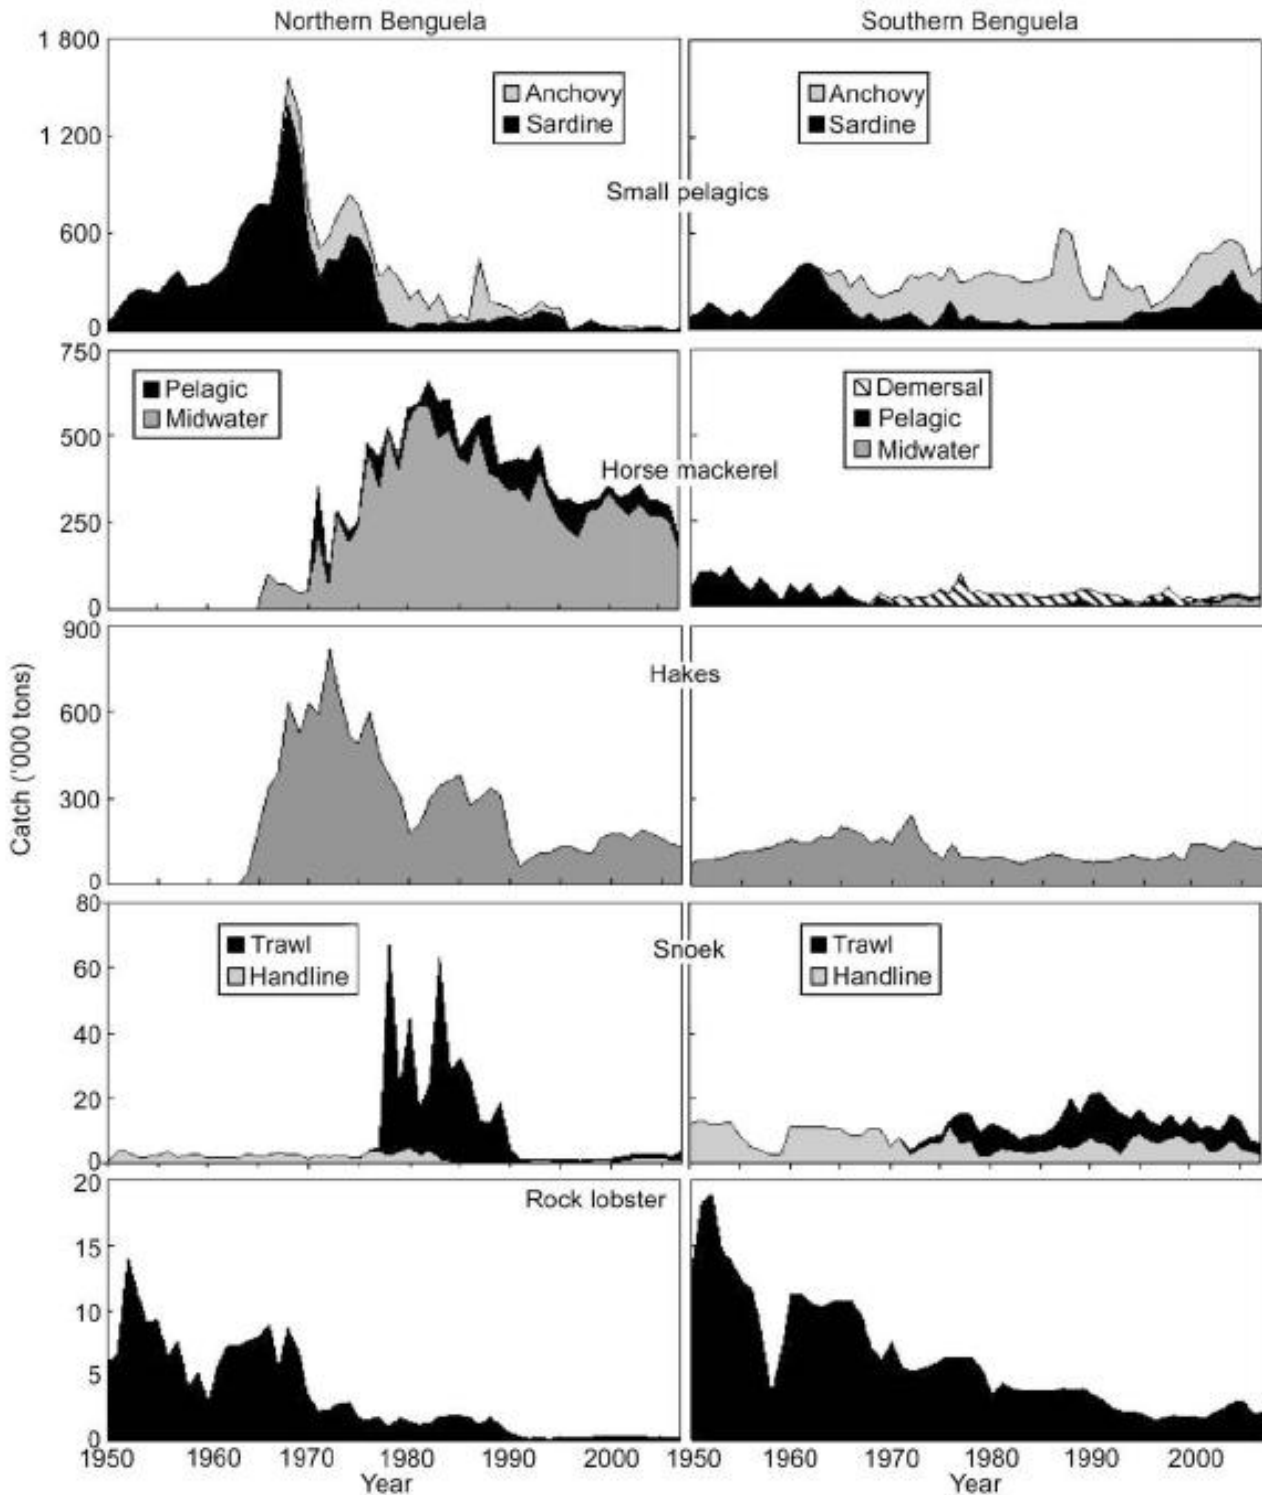 Northern Benguela
Southern Benguela
1 800
1 200
600
0
Anchovy
Sardine
Anchovy
Sardine
Small pelagics
750
500
250
0
Pelagic
Midwater
Demersal
Pelagic
Midwater
Horse mackerel
Catch ('000 tons)
900
600
300
0
Hakes
80
60
40
20
0
Trawl
Handline
Trawl
Handline
Snoek
20
15
10
5
0
Rock lobster
1950 1960 1970 1980 1990 2000 1950 1960 1970 1980 1990 2000
Year
Year